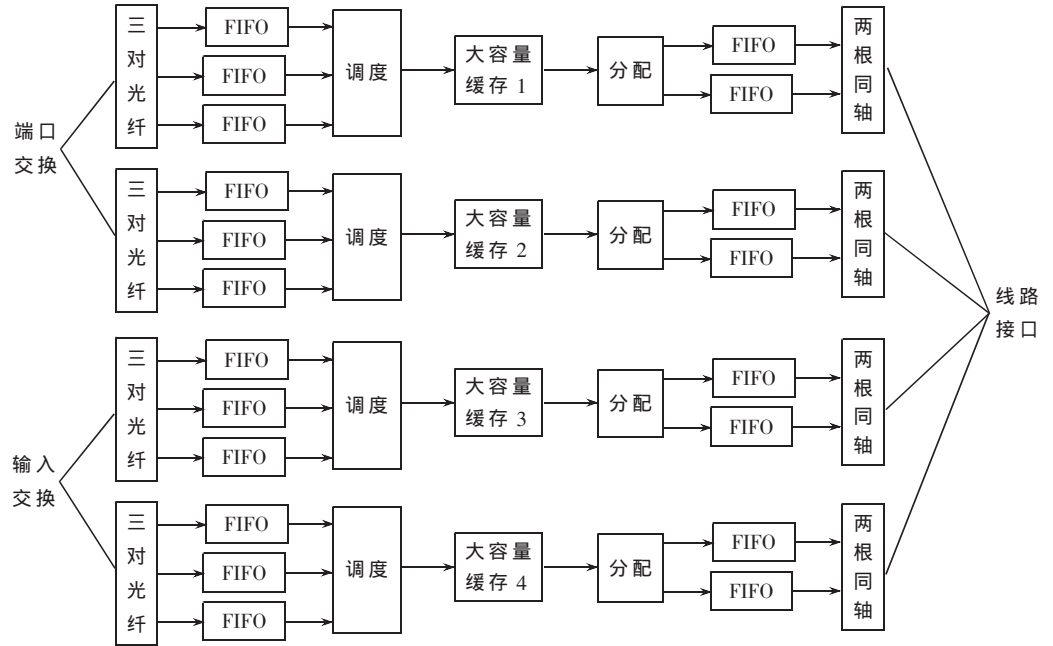 端口
交换
三
对
光
纤
FIFO
FIFO
FIFO
调度
大容量
缓存 1
分配
FIFO
FIFO
两
根
同
轴
三
对
光
纤
FIFO
FIFO
FIFO
调度
大容量
缓存 2
分配
FIFO
FIFO
两
根
同
轴
线路
接口
输入
交换
三
对
光
纤
FIFO
FIFO
FIFO
调度
大容量
缓存 3
分配
FIFO
FIFO
两
根
同
轴
三
对
光
纤
FIFO
FIFO
FIFO
调度
大容量
缓存 4
分配
FIFO
FIFO
两
根
同
轴